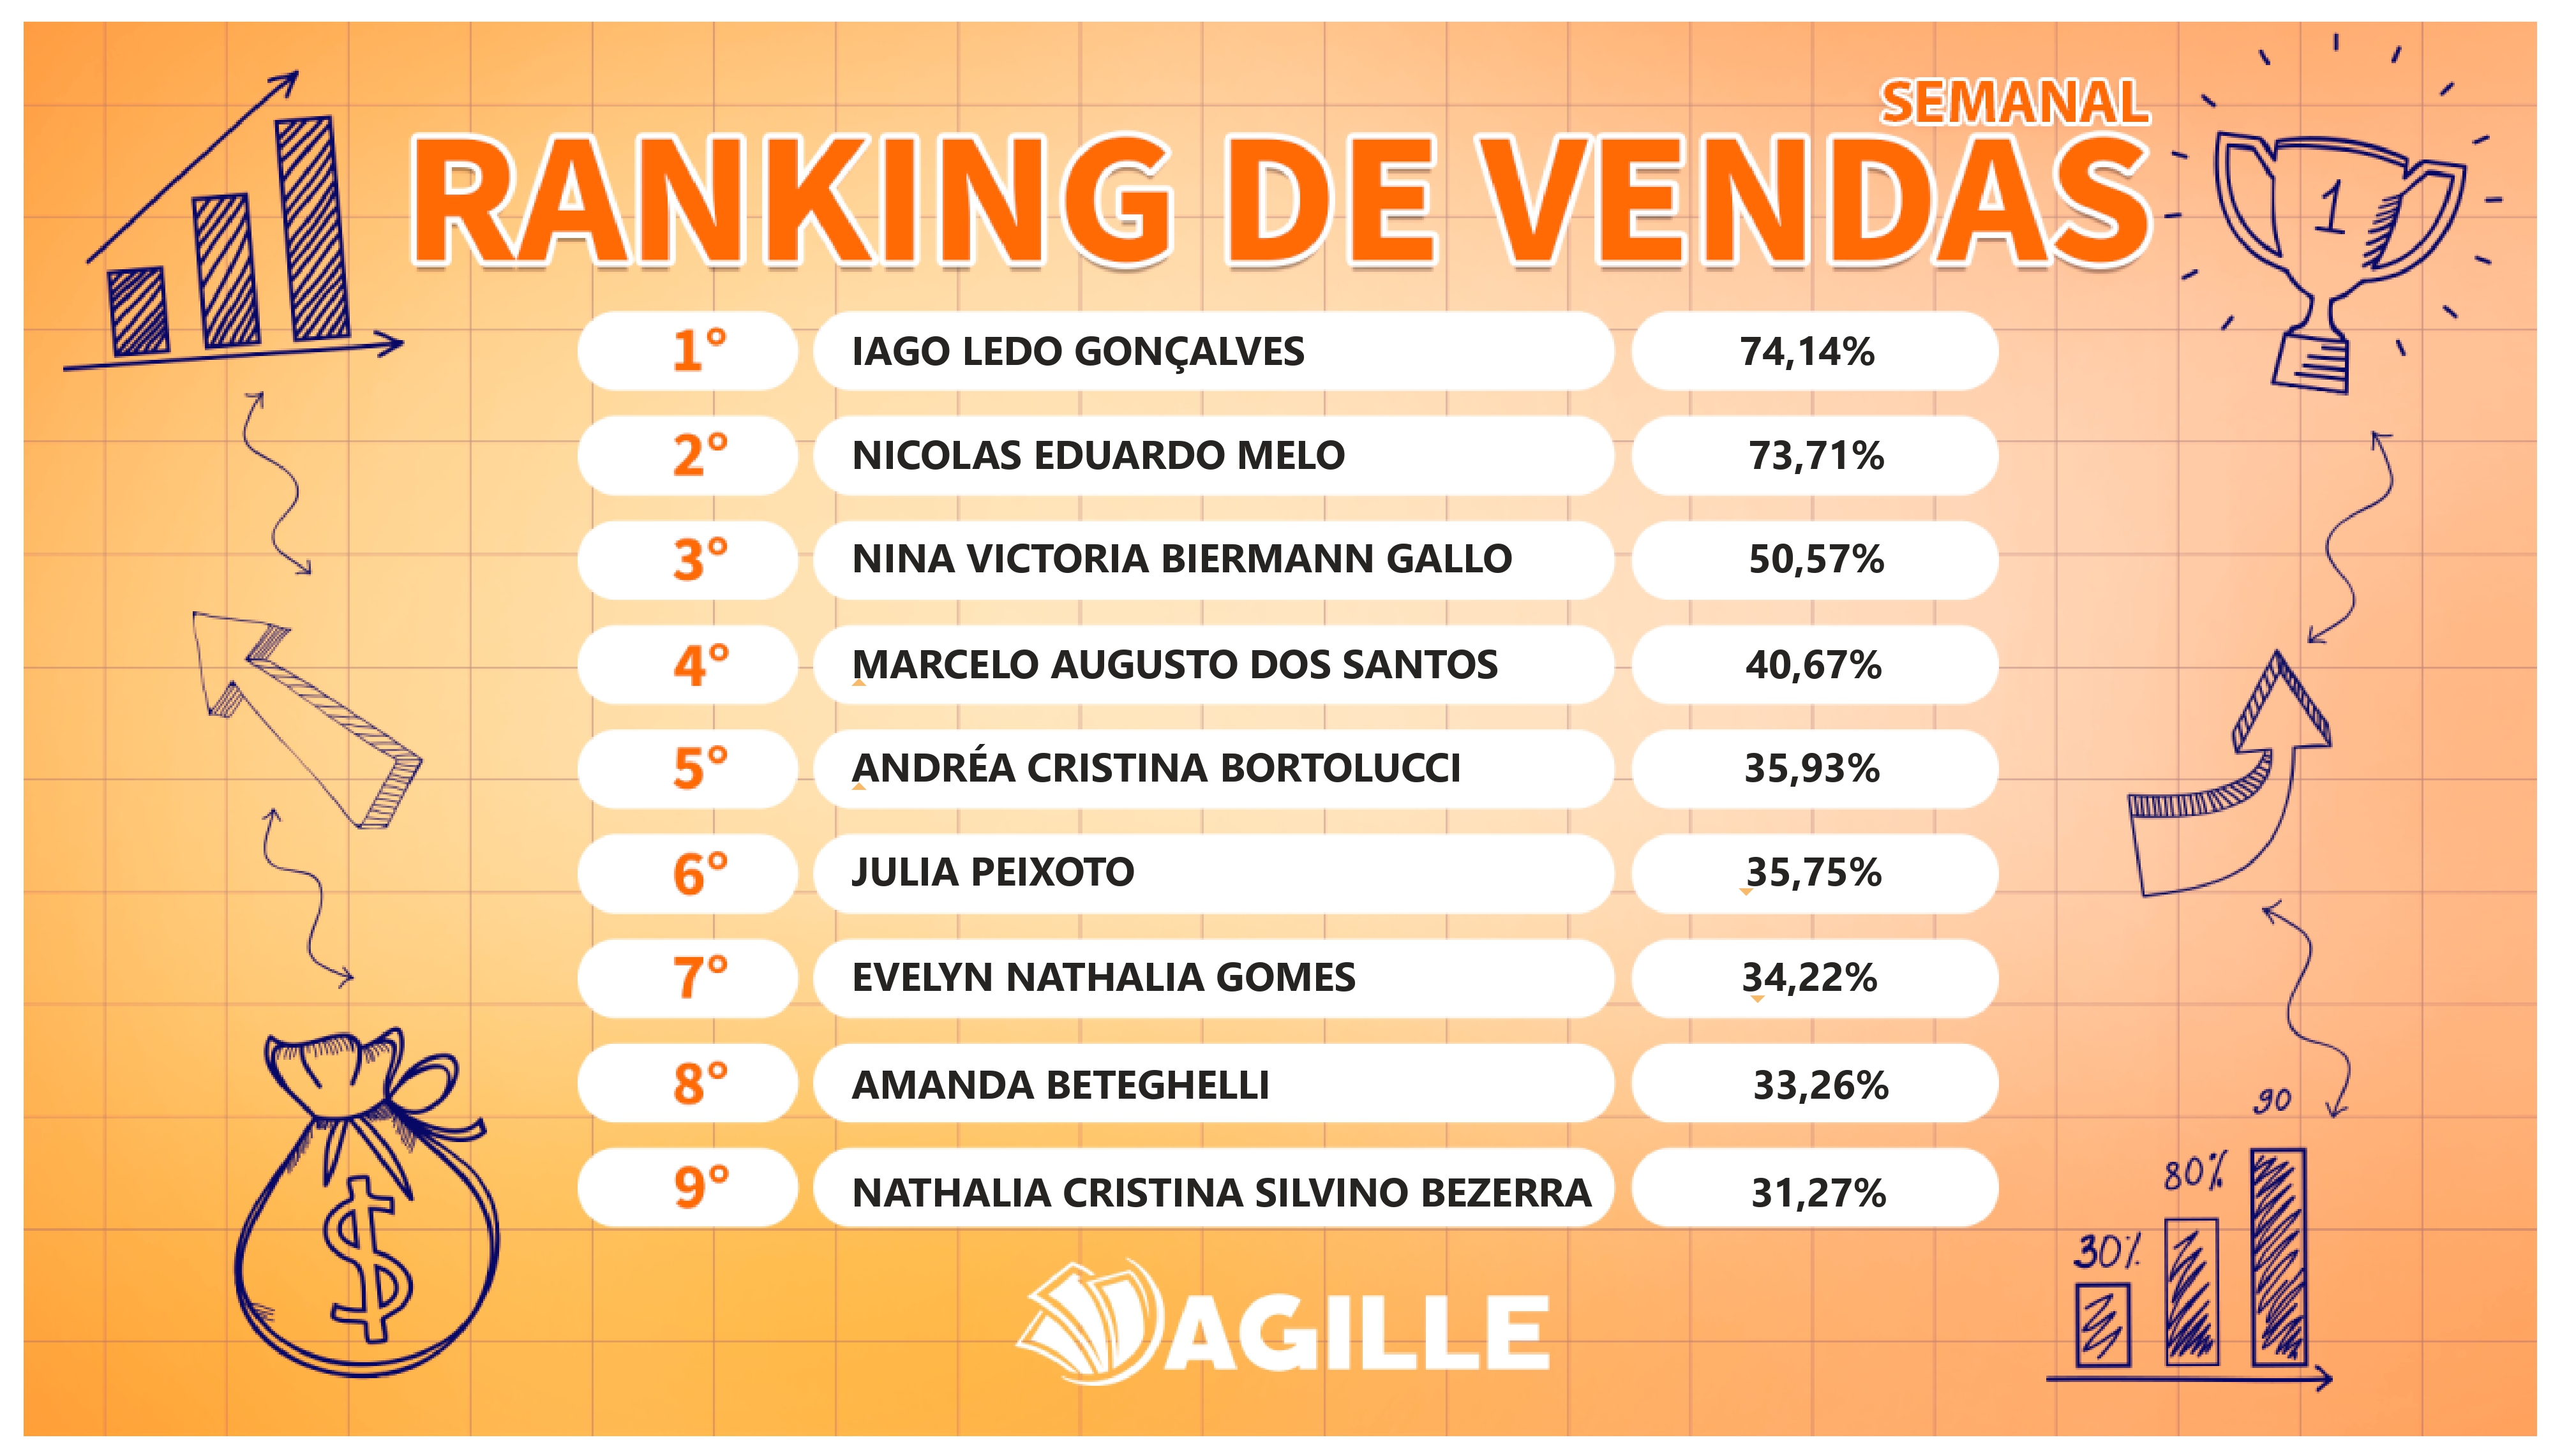 SEMANAL
RANKING DE VENDAS
1
1° IAGO LEDO GONÇALVES 74,14%
2° NICOLAS EDUARDO MELO 73,71%
3° NINA VICTORIA BIERMANN GALLO 50,57%
4° MARCELO AUGUSTO DOS SANTOS 40,67%
5° ANDRÉA CRISTINA BORTOLUCCI 35,93%
6° JULIA PEIXOTO 35,75%
7° EVELYN NATHALIA GOMES 34,22%
8° AMANDA BETEGHELLI 33,26%
9° NATHALIA CRISTINA SILVINO BEZERRA 31,27%
90
80%
30%
$
AGILLE